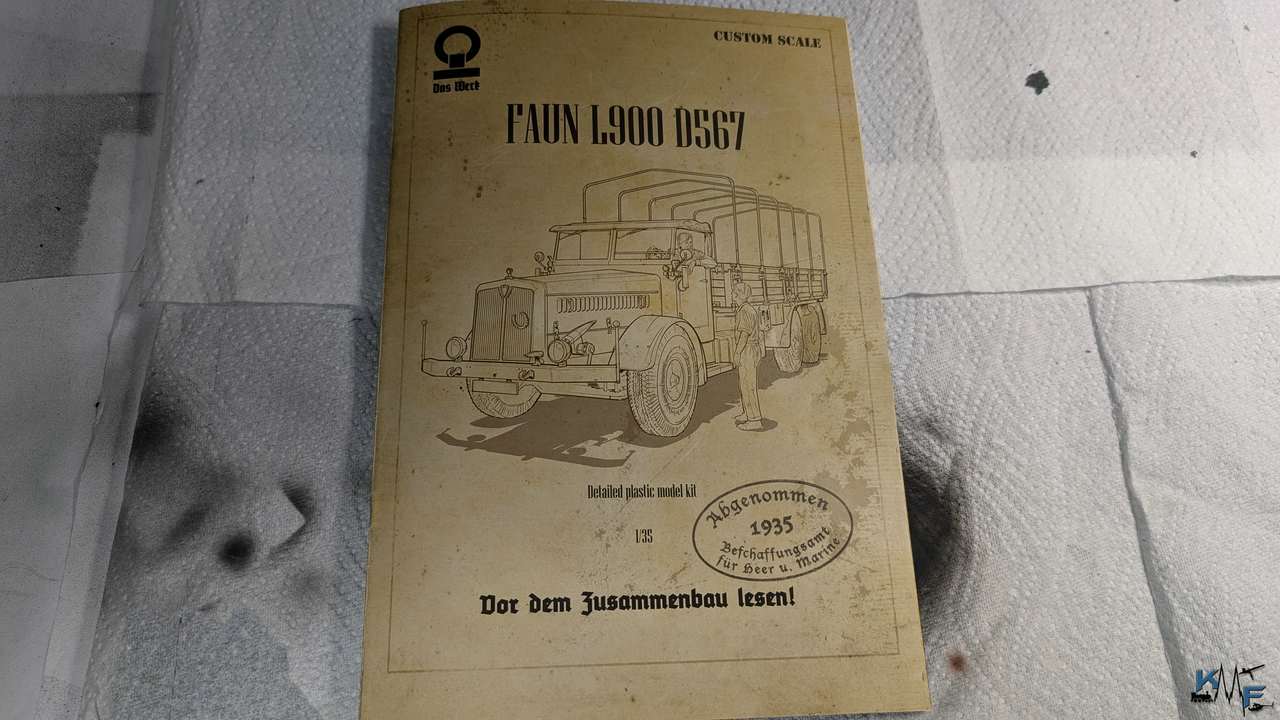 Das Werk
CUSTOM SCALE
FAUN L900 D567
Detailed plastic model kit
1/35
Abgenommen
1935
Beschaffungsamt
für Heer u. Marine
Vor dem Zusammenbau lesen!
KMF